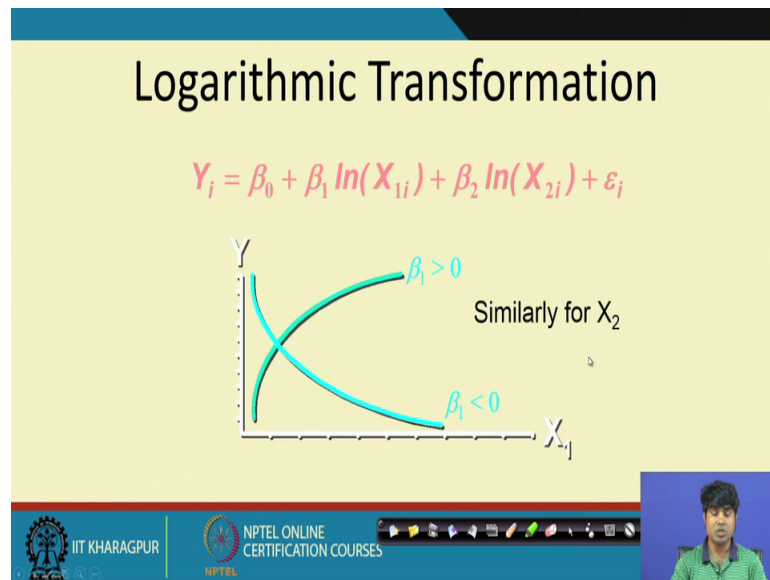 Logarithmic Transformation
Yᵢ = β₀ + β₁ ln(X₁ᵢ) + β₂ ln(X₂ᵢ) + εᵢ
Y
β₁ > 0
Similarly for X₂
β₁ < 0
X₁
IIT KHARAGPUR
NPTEL
NPTEL ONLINE
CERTIFICATION COURSES